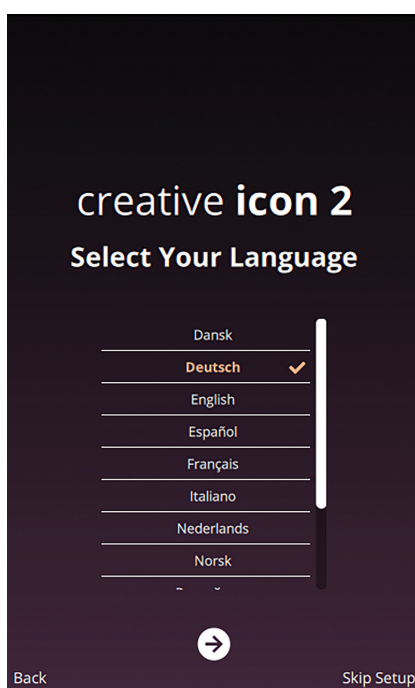 creative icon 2
Select Your Language
Dansk
Deutsch
English
Español
Français
Italiano
Nederlands
Norsk
Back
Skip Setup